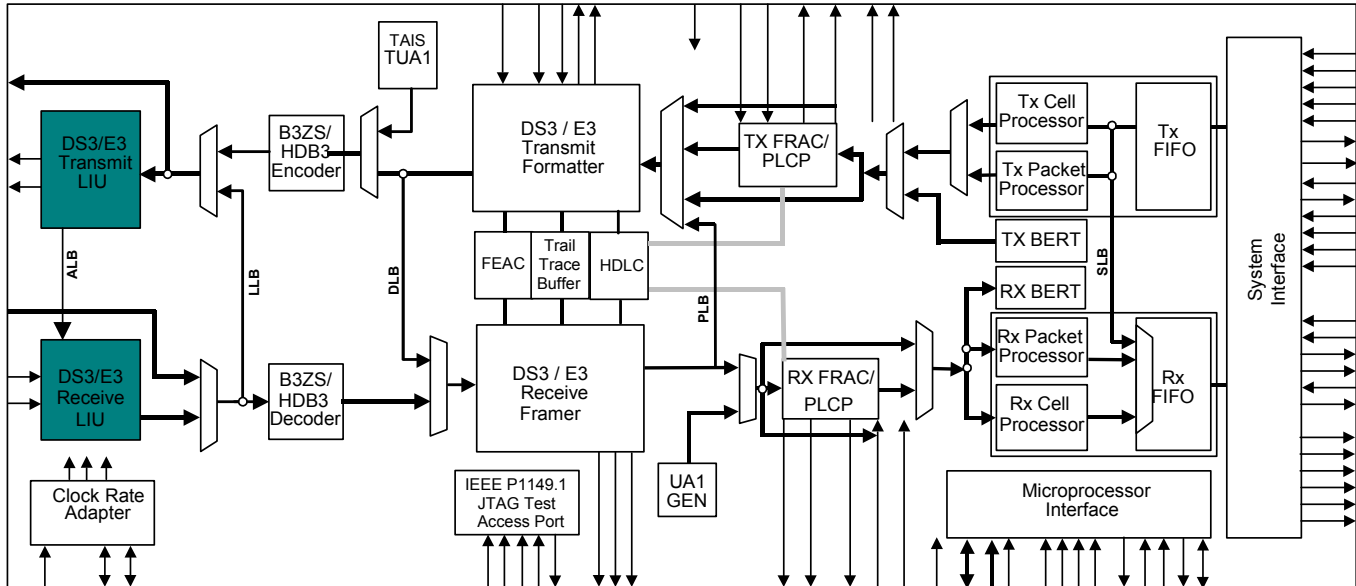 TAIS
TUA1
DS3/E3
Transmit
LIU
B3ZS/
HDB3
Encoder
DS3 / E3
Transmit
Formatter
TX FRAC/
PLCP
Tx Cell
Processor
Tx Packet
Processor
Tx
FIFO
TX BERT
RX BERT
System
Interface
FEAC
Trail
Trace
Buffer
HDLC
ALB
LLB
DLB
PLB
SLB
DS3/E3
Receive
LIU
B3ZS/
HDB3
Decoder
DS3 / E3
Receive
Framer
RX FRAC/
PLCP
Rx Packet
Processor
Rx Cell
Processor
Rx
FIFO
Clock Rate
Adapter
IEEE P1149.1
JTAG Test
Access Port
UA1
GEN
Microprocessor
Interface